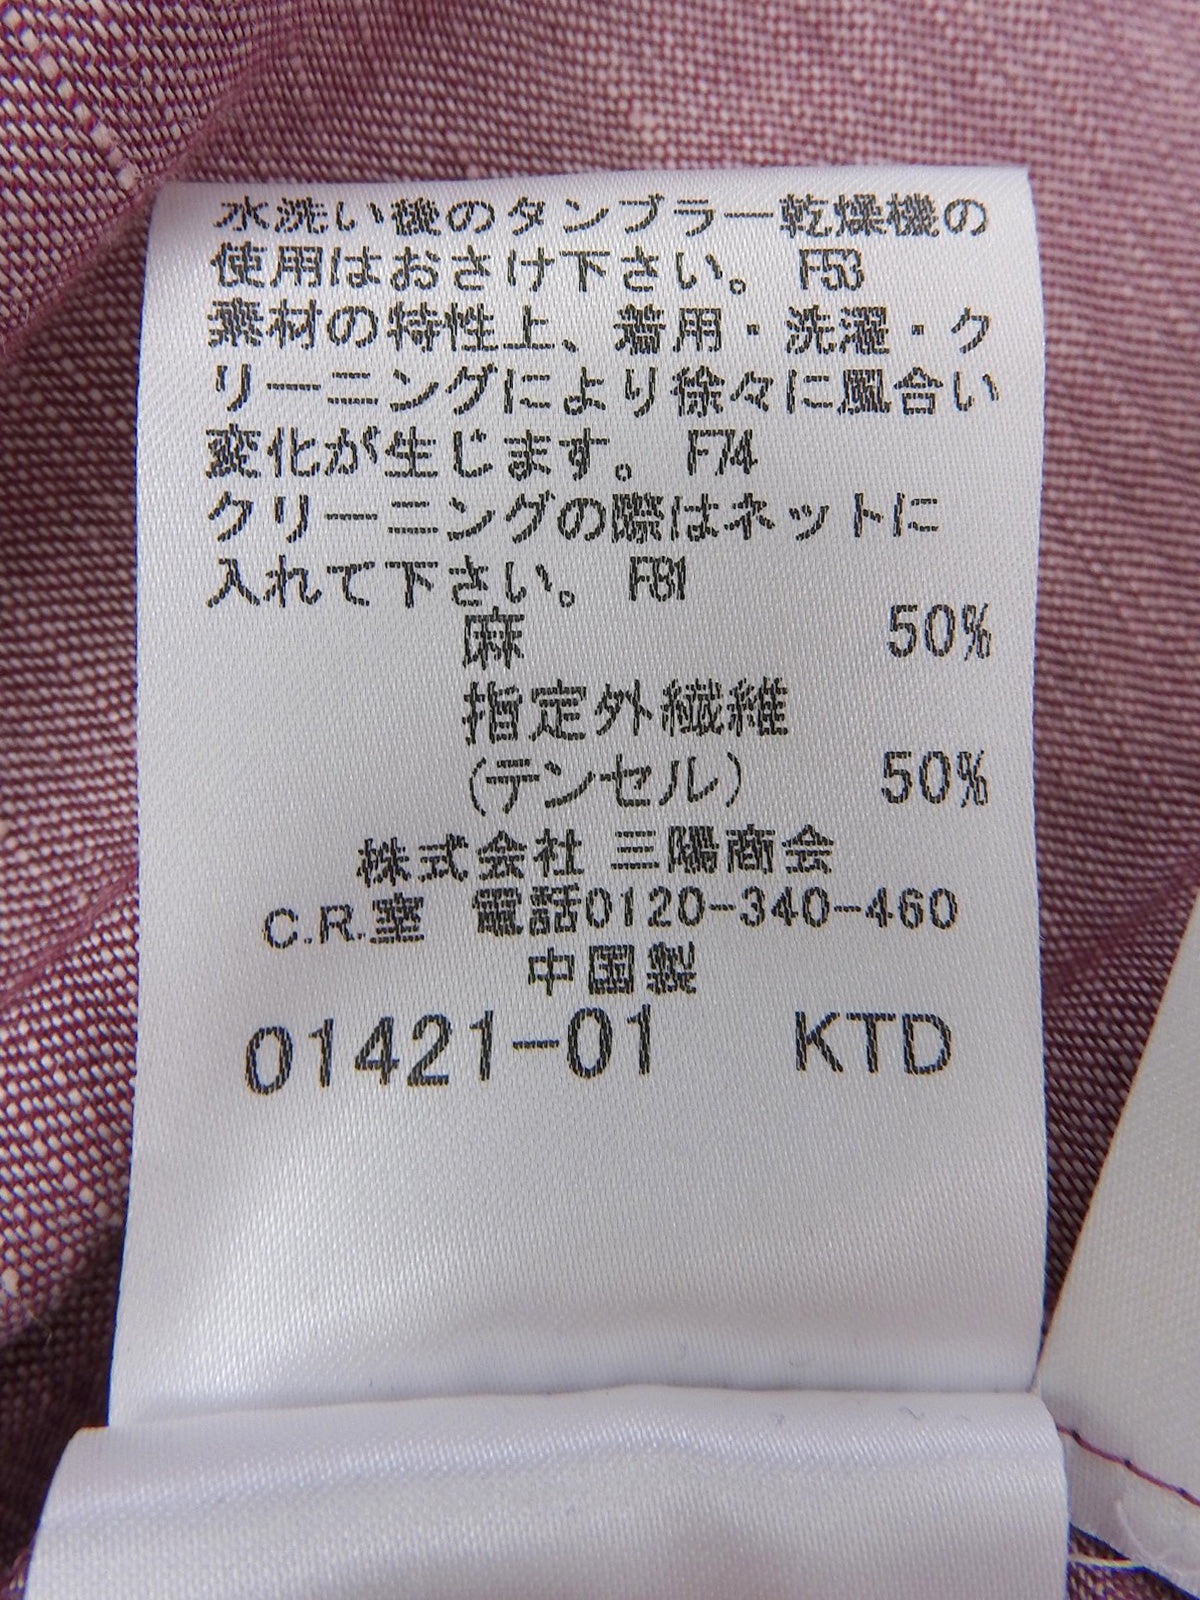 水洗い後のタンブラー乾燥機の
使用はおさけ下さい。 F53
素材の特性上、着用・洗濯・ク
リーニングにより徐々に風合い
変化が生じます。 F74
クリーニングの際はネットに
入れて下さい。 F81
麻 50%
指定外繊維
(テンセル) 50%
株式会社 三陽商会
C.R.室 電話0120-340-460
中国製
01421-01 KTD